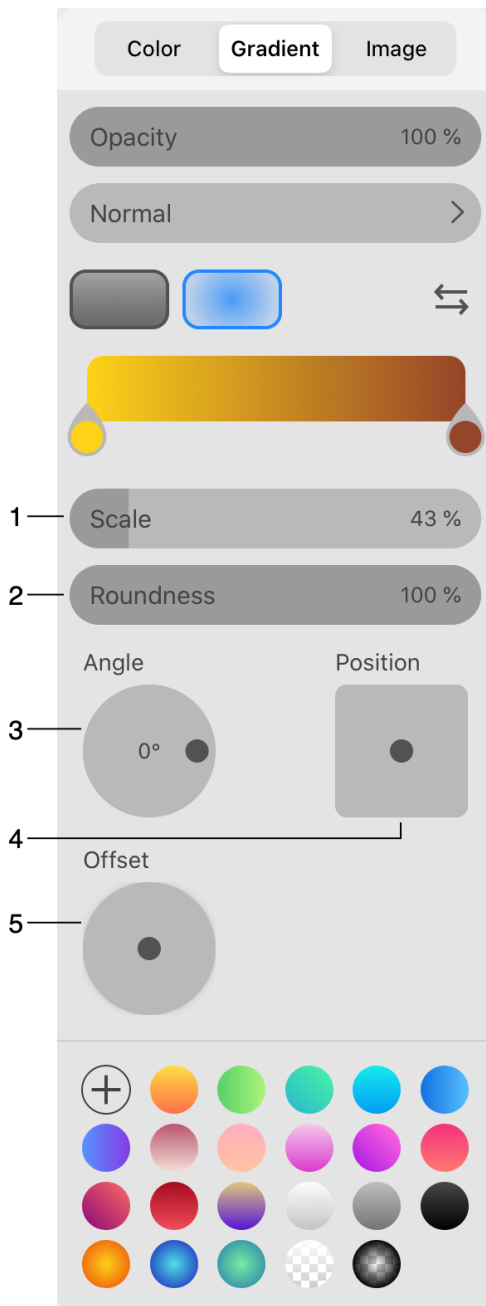 Color Gradient Image
Opacity 100 %
Normal
1 Scale 43 %
2 Roundness 100 %
Angle Position
3 0°
4
Offset
5